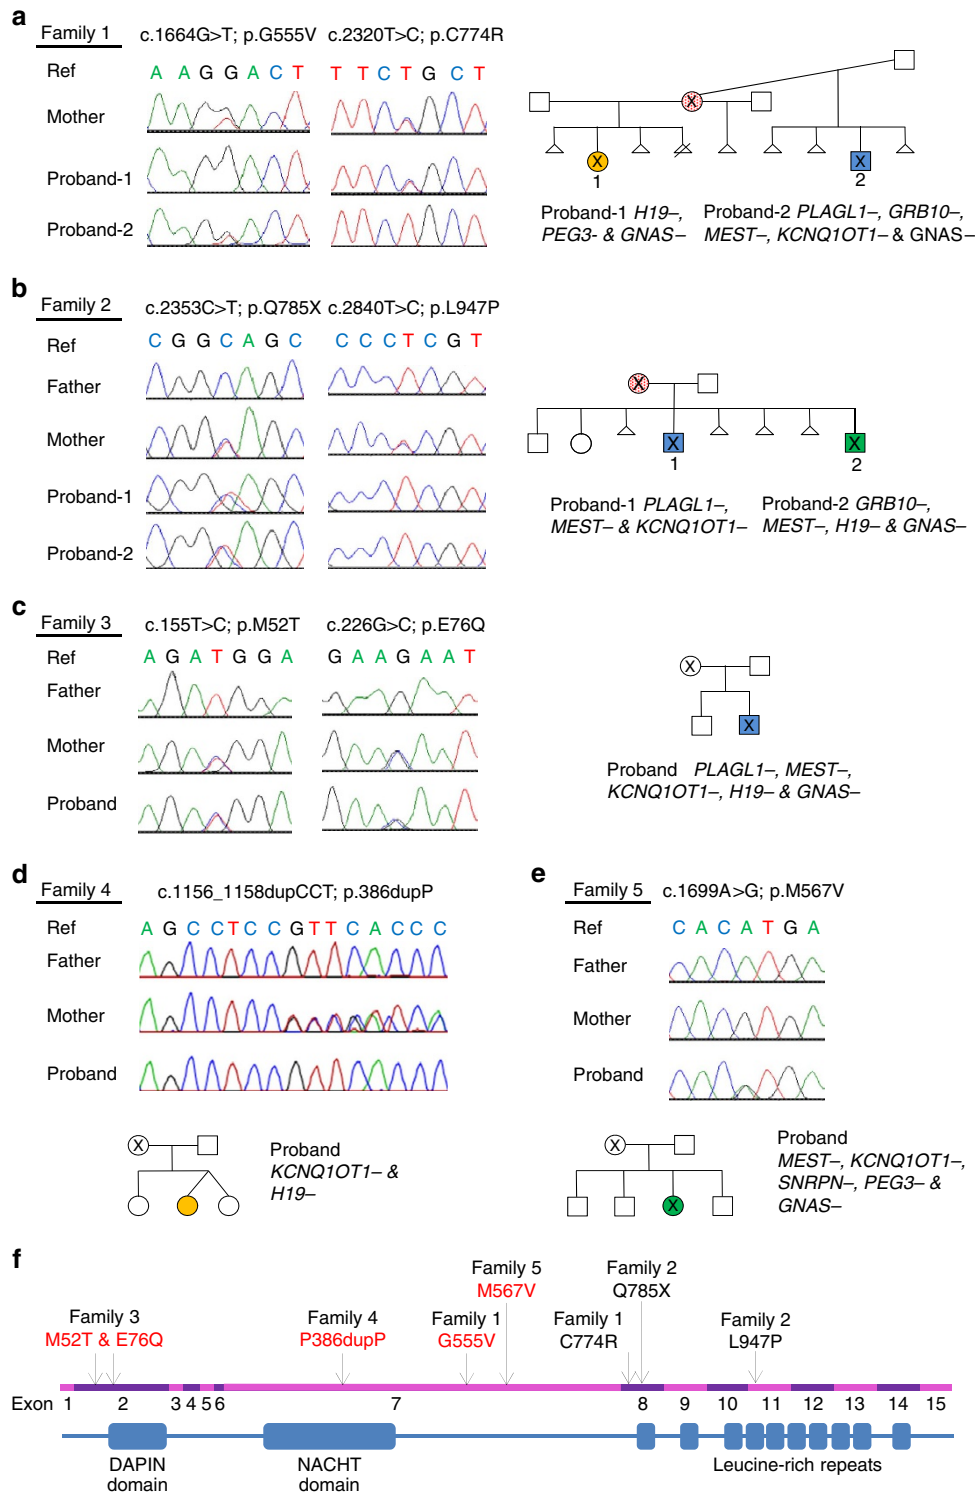 a
Family 1 c.1664G>T; p.G555V c.2320T>C; p.C774R
Ref A A G G A C T T T C T G C T
Mother
Proband-1
Proband-2
X
X
X
1
2
Proband-1 H19–,
PEG3- & GNAS–
Proband-2 PLAGL1–, GRB10–,
MEST–, KCNQ1OT1– & GNAS–
b
Family 2 c.2353C>T; p.Q785X c.2840T>C; p.L947P
Ref C G G C A G C C C C T C G T
Father
Mother
Proband-1
Proband-2
X
X
X
1
2
Proband-1 PLAGL1–,
MEST– & KCNQ1OT1–
Proband-2 GRB10–,
MEST–, H19– & GNAS–
c
Family 3 c.155T>C; p.M52T c.226G>C; p.E76Q
Ref A G A T G G A G A A G A A T
Father
Mother
Proband
X
X
Proband PLAGL1–, MEST–,
KCNQ1OT1–, H19– & GNAS–
d
Family 4 c.1156_1158dupCCT; p.386dupP
Ref A G C C T C C G T T C A C C C
Father
Mother
Proband
X
Proband
KCNQ1OT1– &
H19–
e
Family 5 c.1699A>G; p.M567V
Ref C A C A T G A
Father
Mother
Proband
X
X
Proband
MEST–, KCNQ1OT1–,
SNRPN–, PEG3– &
GNAS–
f
Family 3
M52T & E76Q
Family 4
P386dupP
Family 1
G555V
Family 5
M567V
Family 1
C774R
Family 2
Q785X
Family 2
L947P
Exon 1 2 3 4 5 6 7 8 9 10 11 12 13 14 15
DAPIN
domain
NACHT
domain
Leucine-rich repeats